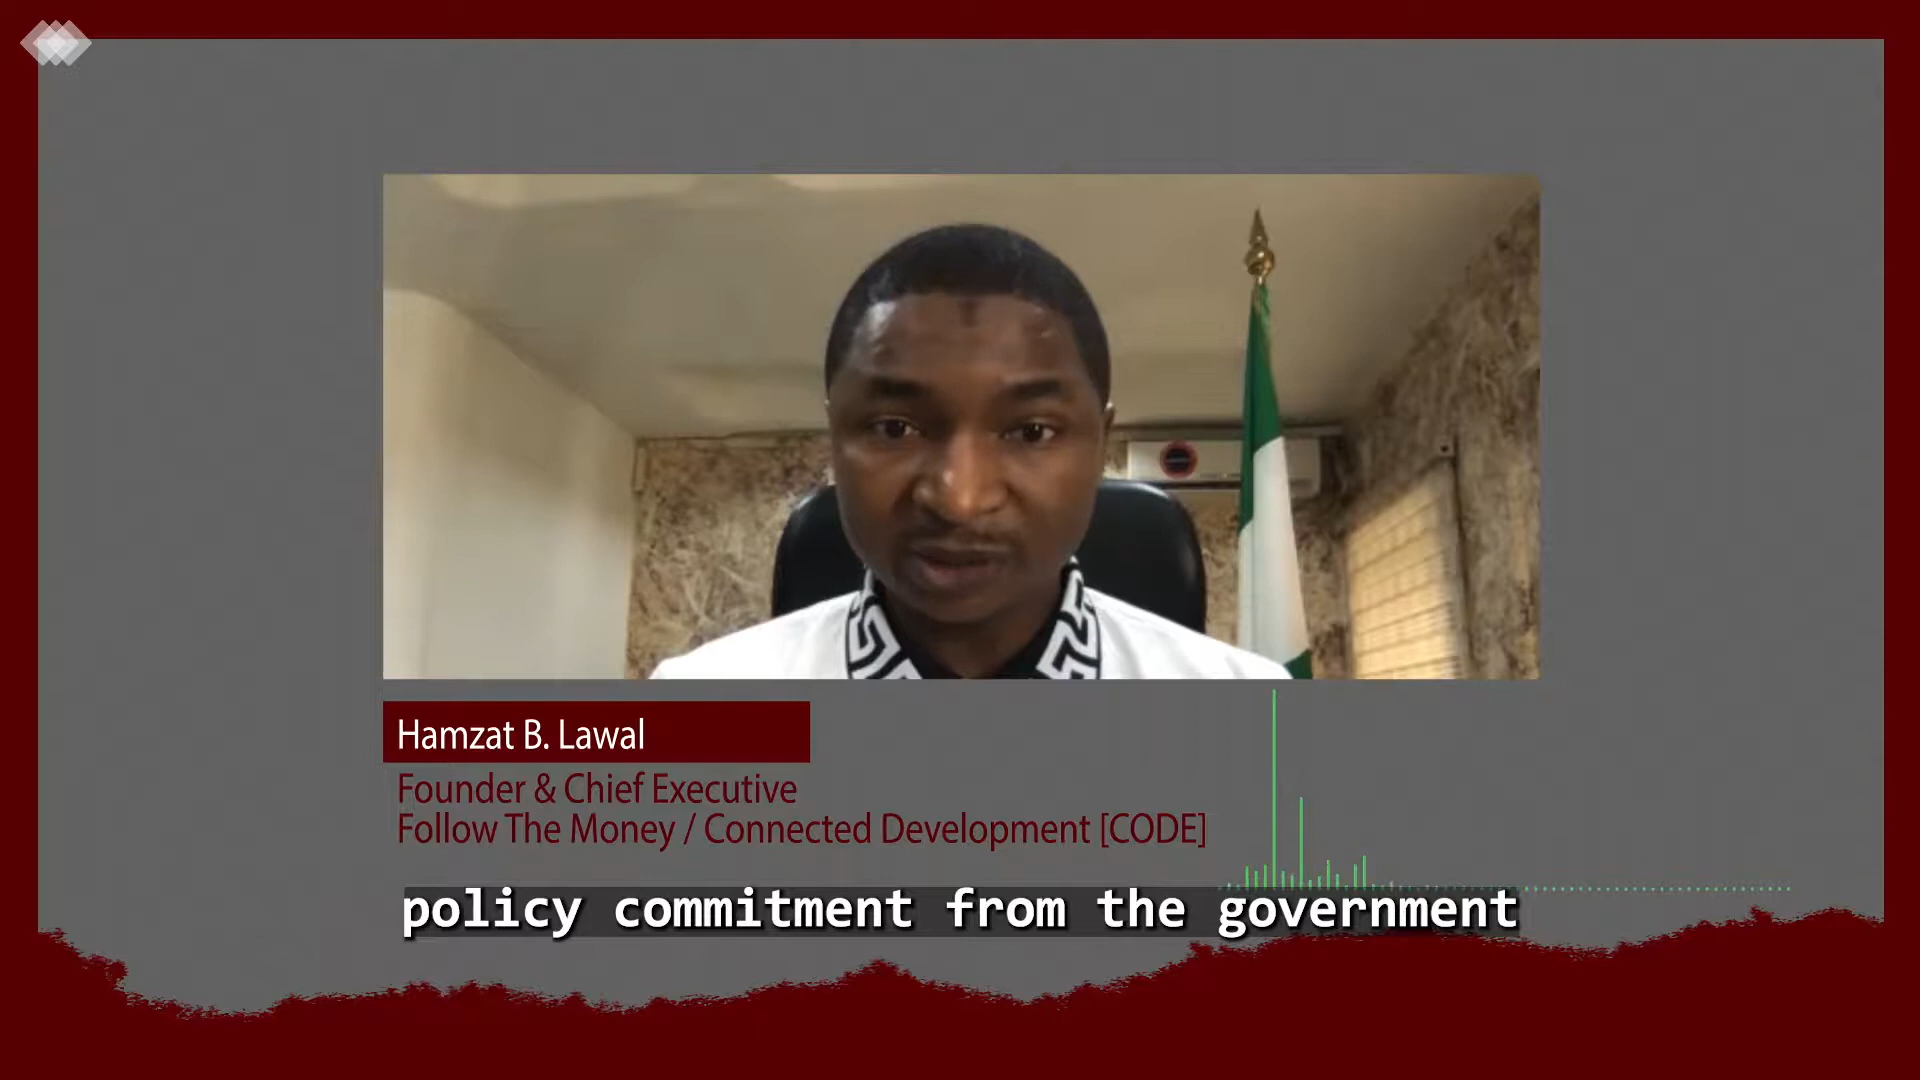 Hamzat B. Lawal
Founder & Chief Executive
Follow The Money / Connected Development [CODE]
policy commitment from the government